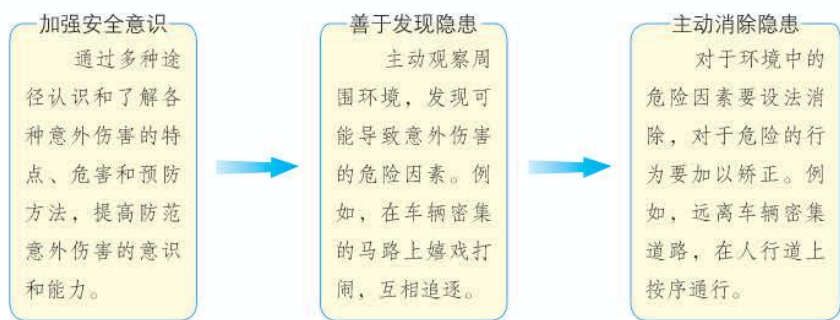 加强安全意识
通过多种途
径认识和了解各
种意外伤害的特
点、危害和预防
方法，提高防范
意外伤害的意识
和能力。
善于发现隐患
主动观察周
围环境，发现可
能导致意外伤害
的危险因素。例
如，在车辆密集
的马路上嬉戏打
闹，互相追逐。
主动消除隐患
对于环境中的
危险因素要设法消
除，对于危险的行
为要加以矫正。例
如，远离车辆密集
道路，在人行道上
按序通行。